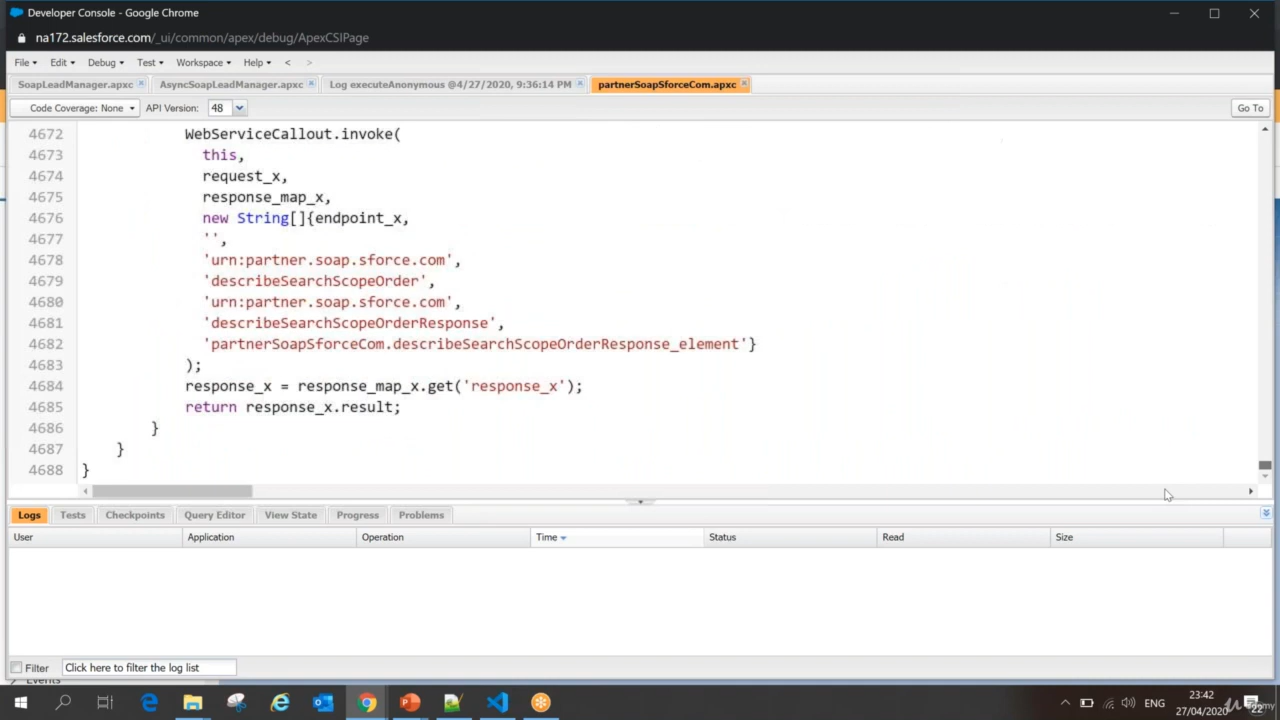 Developer Console - Google Chrome
na172.salesforce.com/_ui/common/apex/debug/ApexCSIPage
File Edit Debug Test Workspace Help < >
SoapLeadManager.apxc AsyncSoapLeadManager.apxc Log executeAnonymous @4/27/2020, 9:36:14 PM partnerSoapSforceCom.apxc
Code Coverage: None API Version: 48 Go To
4672 WebServiceCallout.invoke(
4673 this,
4674 request_x,
4675 response_map_x,
4676 new String[]{endpoint_x,
4677 '',
4678 'urn:partner.soap.sforce.com',
4679 'describeSearchScopeOrder',
4680 'urn:partner.soap.sforce.com',
4681 'describeSearchScopeOrderResponse',
4682 'partnerSoapSforceCom.describeSearchScopeOrderResponse_element'}
4683 );
4684 response_x = response_map_x.get('response_x');
4685 return response_x.result;
4686 }
4687 }
4688 }
Logs Tests Checkpoints Query Editor View State Progress Problems
User Application Operation Time Status Read Size
Filter Click here to filter the log list
Events
ENG
23:42
27/04/2020
22